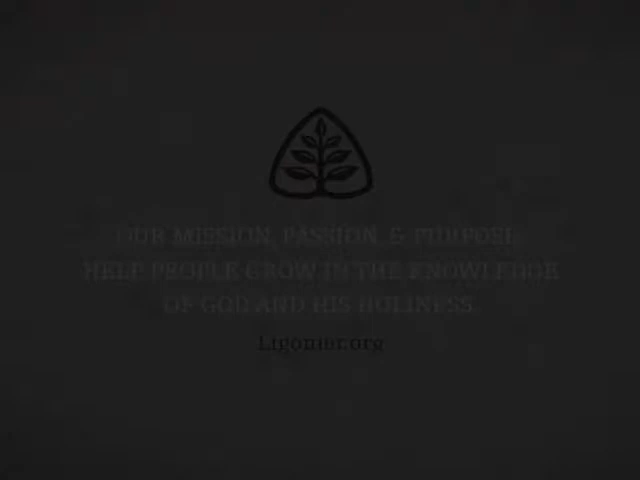 OUR MISSION, PASSION, & PURPOSE:
HELP PEOPLE GROW IN THE KNOWLEDGE
OF GOD AND HIS HOLINESS.
Ligonier.org